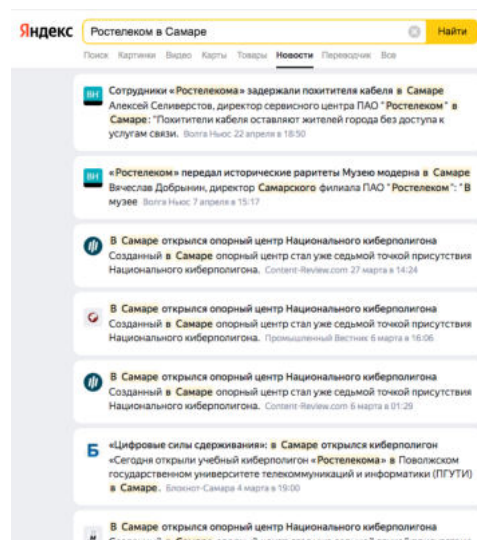 Яндекс Ростелеком в Самаре Найти
Поиск Картинки Видео Карты Товары Новости Переводчик Все
ВН Сотрудники «Ростелекома» задержали похитителя кабеля в Самаре
Алексей Селиверстов, директор сервисного центра ПАО "Ростелеком" в
Самаре: "Похитители кабеля оставляют жителей города без доступа к
услугам связи. Волга Ньюс 22 апреля в 18:50
ВН «Ростелеком» передал исторические раритеты Музею модерна в Самаре
Вячеслав Добрынин, директор Самарского филиала ПАО "Ростелеком": "В
музее Волга Ньюс 7 апреля в 15:17
В Самаре открылся опорный центр Национального киберполигона
Созданный в Самаре опорный центр стал уже седьмой точкой присутствия
Национального киберполигона. Content-Review.com 27 марта в 14:24
В Самаре открылся опорный центр Национального киберполигона
Созданный в Самаре опорный центр стал уже седьмой точкой присутствия
Национального киберполигона. Промышленный Вестник 6 марта в 16:06
В Самаре открылся опорный центр Национального киберполигона
Созданный в Самаре опорный центр стал уже седьмой точкой присутствия
Национального киберполигона. Content-Review.com 6 марта в 01:29
Б «Цифровые силы сдерживания»: в Самаре открылся киберполигон
«Сегодня открыли учебный киберполигон «Ростелекома» в Поволжском
государственном университете телекоммуникаций и информатики (ПГУТИ)
в Самаре. Блокнот-Самара 4 марта в 19:00
В Самаре открылся опорный центр Национального киберполигона